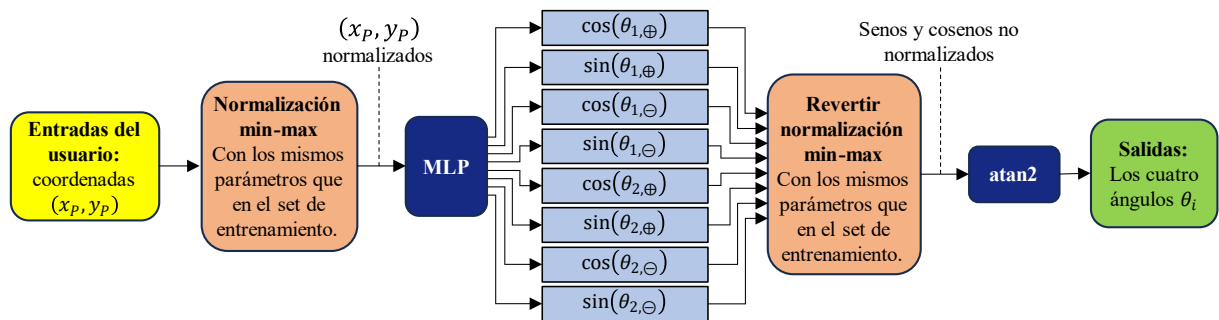 Entradas del
usuario:
coordenadas
(x_P, y_P)
Normalización
min-max
Con los mismos
parámetros que
en el set de
entrenamiento.
(x_P, y_P)
normalizados
MLP
cos(θ_{1,⊕})
sin(θ_{1,⊕})
cos(θ_{1,⊖})
sin(θ_{1,⊖})
cos(θ_{2,⊕})
sin(θ_{2,⊕})
cos(θ_{2,⊖})
sin(θ_{2,⊖})
Revertir
normalización
min-max
Con los mismos
parámetros que
en el set de
entrenamiento.
Senos y cosenos no
normalizados
atan2
Salidas:
Los cuatro
ángulos θ_i